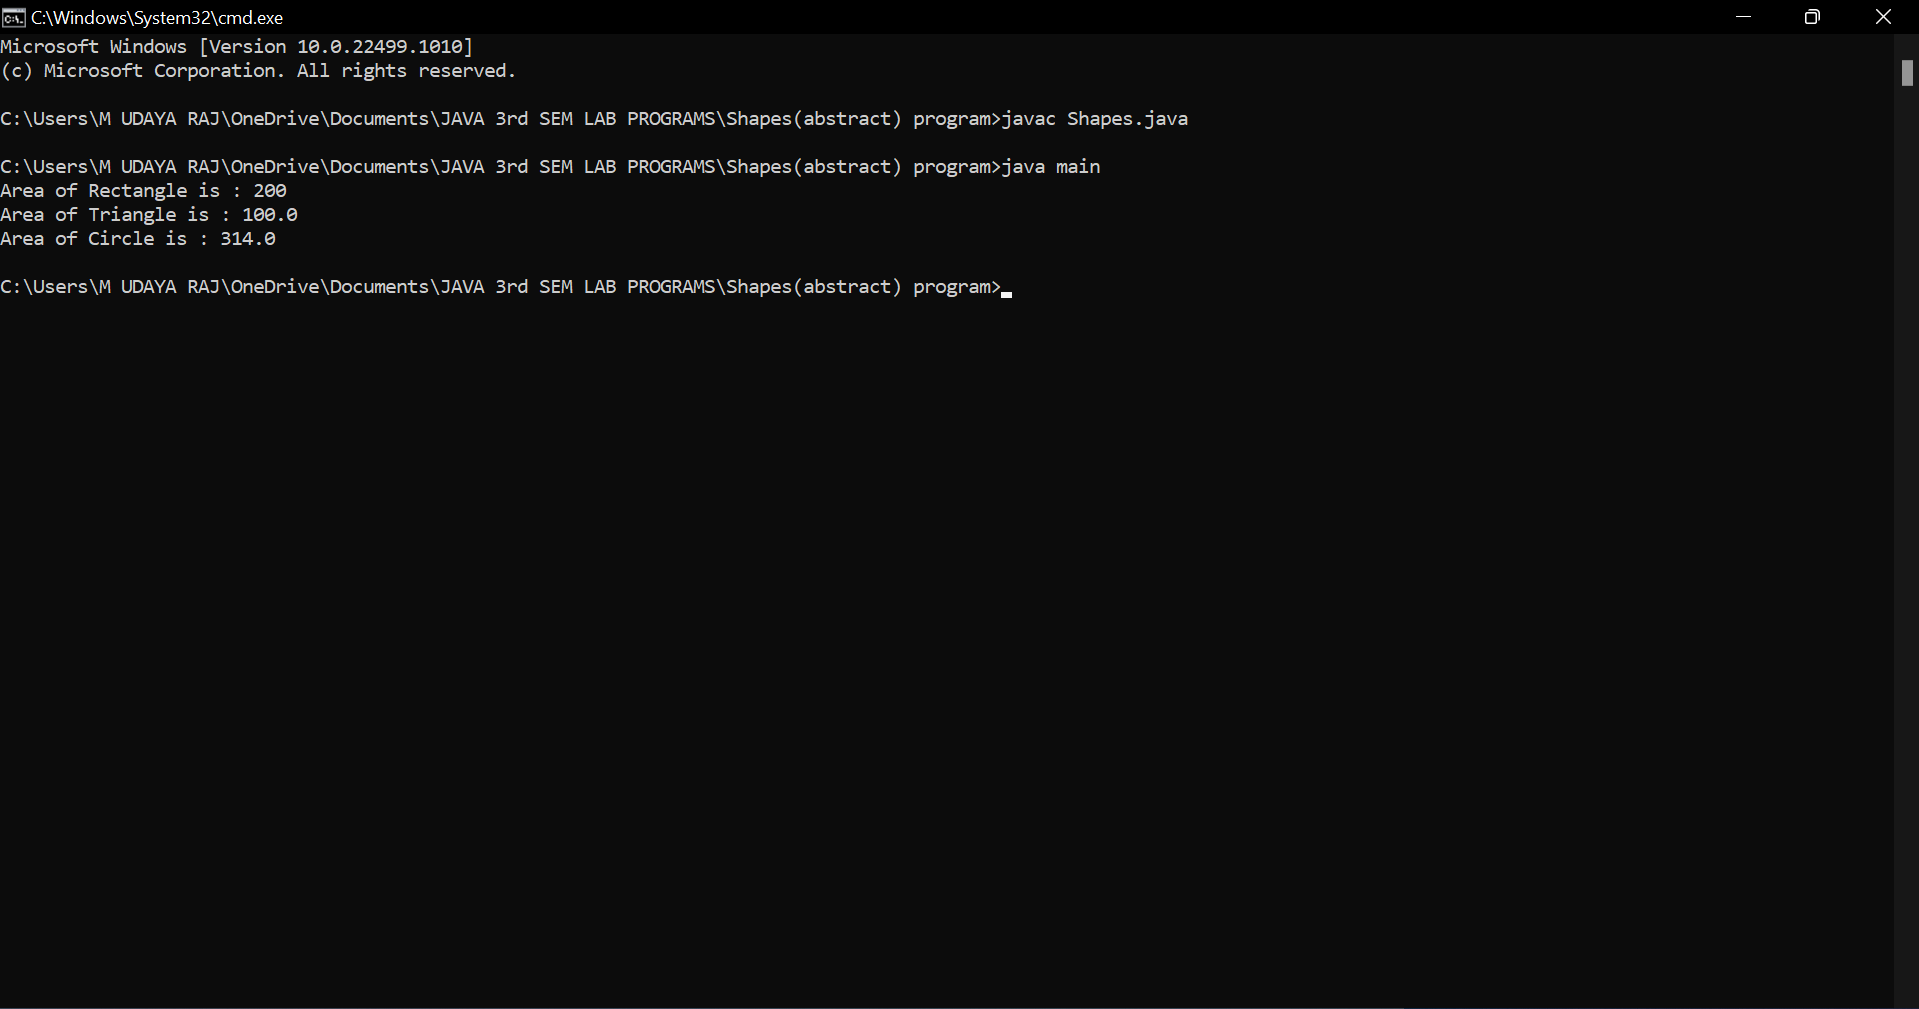 C:\Windows\System32\cmd.exe
Microsoft Windows [Version 10.0.22499.1010]
(c) Microsoft Corporation. All rights reserved.
C:\Users\M UDAYA RAJ\OneDrive\Documents\JAVA 3rd SEM LAB PROGRAMS\Shapes(abstract) program>javac Shapes.java
C:\Users\M UDAYA RAJ\OneDrive\Documents\JAVA 3rd SEM LAB PROGRAMS\Shapes(abstract) program>java main
Area of Rectangle is : 200
Area of Triangle is : 100.0
Area of Circle is : 314.0
C:\Users\M UDAYA RAJ\OneDrive\Documents\JAVA 3rd SEM LAB PROGRAMS\Shapes(abstract) program>